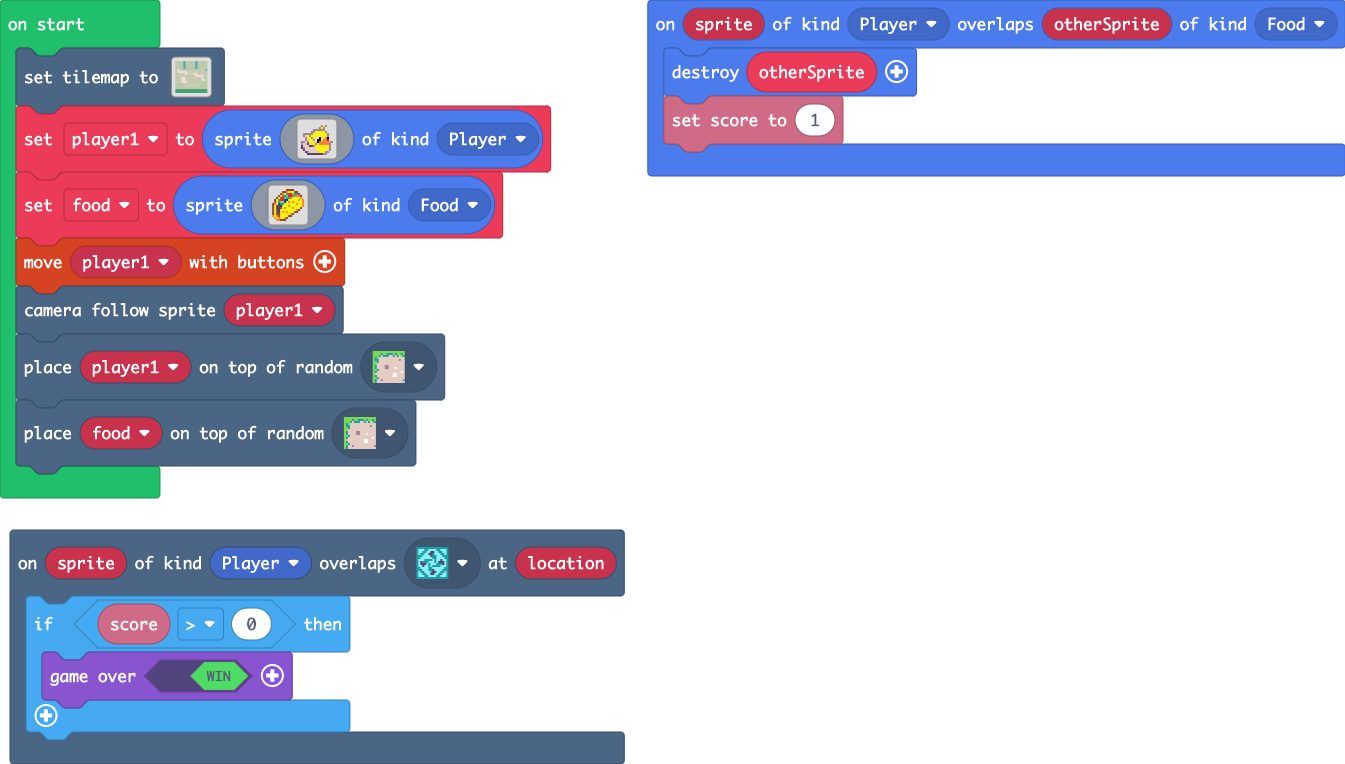 on start
set tilemap to
set player1 to sprite of kind Player
set food to sprite of kind Food
move player1 with buttons
camera follow sprite player1
place player1 on top of random
place food on top of random
on sprite of kind Player overlaps otherSprite of kind Food
destroy otherSprite
set score to 1
on sprite of kind Player overlaps at location
if score > 0 then
game over WIN